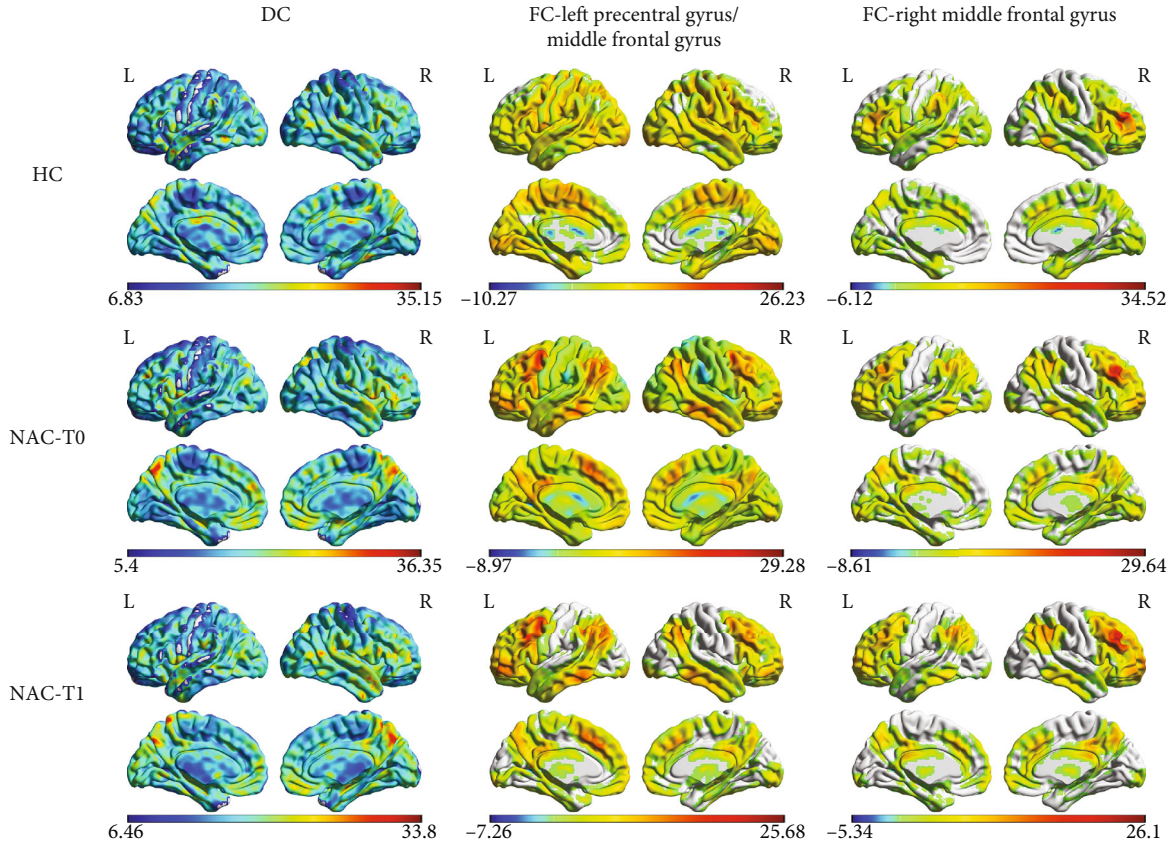 DC
FC-left precentral gyrus/
middle frontal gyrus
FC-right middle frontal gyrus
L R L R L R
HC
6.83 35.15 –10.27 26.23 –6.12 34.52
L R L R L R
NAC-T0
5.4 36.35 –8.97 29.28 –8.61 29.64
L R L R L R
NAC-T1
6.46 33.8 –7.26 25.68 –5.34 26.1